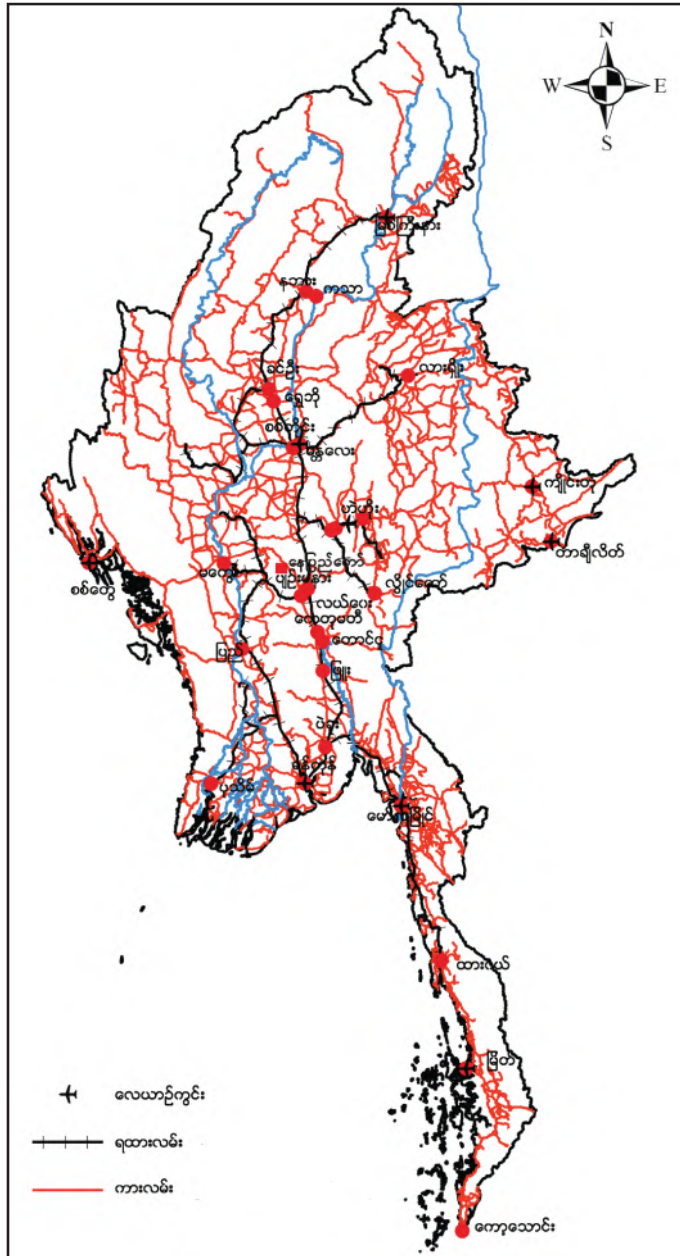 N
W E
S
မြစ်ကြီးနား
နဘား ကသာ
လားရှိုး
ခင်ဦး
ရွှေဘို
စစ်ကိုင်း
မန္တလေး
ကျိုင်းတုံ
ဟဲဟိုး
တာချီလိတ်
စစ်တွေ
မကွေး
နေပြည်တော်
ပျဉ်းမနား
လယ်ဝေး
လွိုင်ကော်
ကေတုမတီ
တောင်ငူ
ပြည်
ဖြူး
ပဲခူး
ရန်ကုန်
ပုသိမ်
မော်လမြိုင်
ထားဝယ်
မြိတ်
ကော့သောင်း
လေယာဉ်ကွင်း
ရထားလမ်း
ကားလမ်း